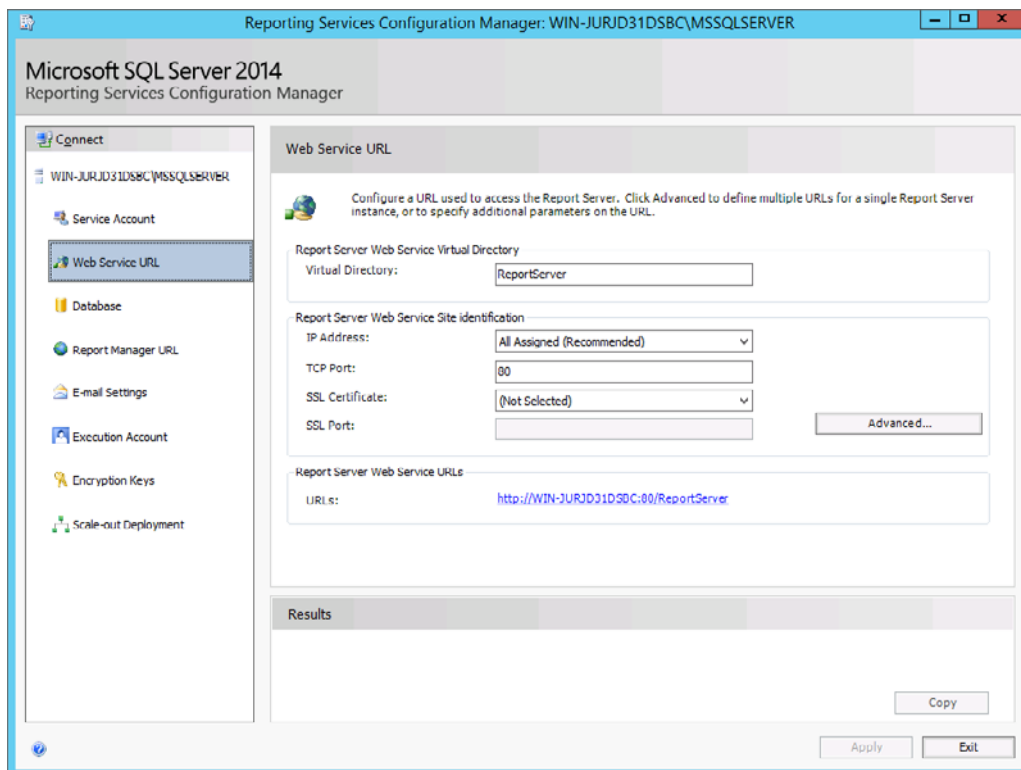 Reporting Services Configuration Manager: WIN-JURJD31DSBC\MSSQLSERVER
Microsoft SQL Server 2014
Reporting Services Configuration Manager
Connect
WIN-JURJD31DSBC\MSSQLSERVER
Service Account
Web Service URL
Database
Report Manager URL
E-mail Settings
Execution Account
Encryption Keys
Scale-out Deployment
Web Service URL
Configure a URL used to access the Report Server. Click Advanced to define multiple URLs for a single Report Server
instance, or to specify additional parameters on the URL.
Report Server Web Service Virtual Directory
Virtual Directory: ReportServer
Report Server Web Service Site identification
IP Address: All Assigned (Recommended)
TCP Port: 80
SSL Certificate: (Not Selected)
SSL Port:
Advanced...
Report Server Web Service URLs
URLs: http://WIN-JURJD31DSBC:80/ReportServer
Results
Copy
Apply
Exit